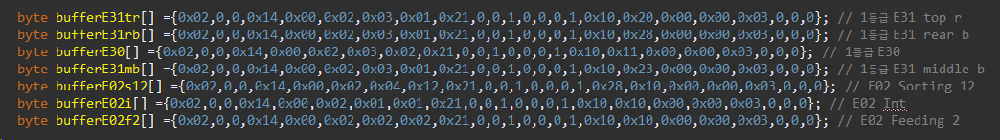 byte bufferE31tr[] ={0x02,0,0,0x14,0x00,0x02,0x03,0x01,0x21,0,0,1,0,0,0,1,0x10,0x20,0x00,0x00,0x03,0,0,0}; // 1등급 E31 top r
byte bufferE31rb[] ={0x02,0,0,0x14,0x00,0x02,0x03,0x01,0x21,0,0,1,0,0,0,1,0x10,0x28,0x00,0x00,0x03,0,0,0}; // 1등급 E31 rear b
byte bufferE30[] ={0x02,0,0,0x14,0x00,0x02,0x03,0x02,0x21,0,0,1,0,0,0,1,0x10,0x11,0x00,0x00,0x03,0,0,0}; // 1등급 E30
byte bufferE31mb[] ={0x02,0,0,0x14,0x00,0x02,0x03,0x01,0x21,0,0,1,0,0,0,1,0x10,0x23,0x00,0x00,0x03,0,0,0}; // 1등급 E31 middle b
byte bufferE02s12[] ={0x02,0,0,0x14,0x00,0x02,0x04,0x12,0x21,0,0,1,0,0,0,1,0x28,0x10,0x00,0x00,0x03,0,0,0}; // E02 Sorting 12
byte bufferE02i[] ={0x02,0,0,0x14,0x00,0x02,0x01,0x01,0x21,0,0,1,0,0,0,1,0x10,0x10,0x00,0x00,0x03,0,0,0}; // E02 Int
byte bufferE02f2[] ={0x02,0,0,0x14,0x00,0x02,0x02,0x02,0x21,0,0,1,0,0,0,1,0x10,0x10,0x00,0x00,0x03,0,0,0}; // E02 Feeding 2